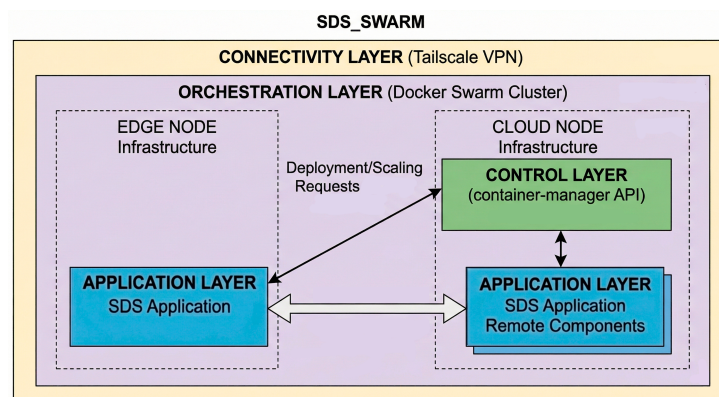 SDS_SWARM
CONNECTIVITY LAYER (Tailscale VPN)
ORCHESTRATION LAYER (Docker Swarm Cluster)
EDGE NODE
Infrastructure
CLOUD NODE
Infrastructure
Deployment/Scaling
Requests
CONTROL LAYER
(container-manager API)
APPLICATION LAYER
SDS Application
APPLICATION LAYER
SDS Application
Remote Components